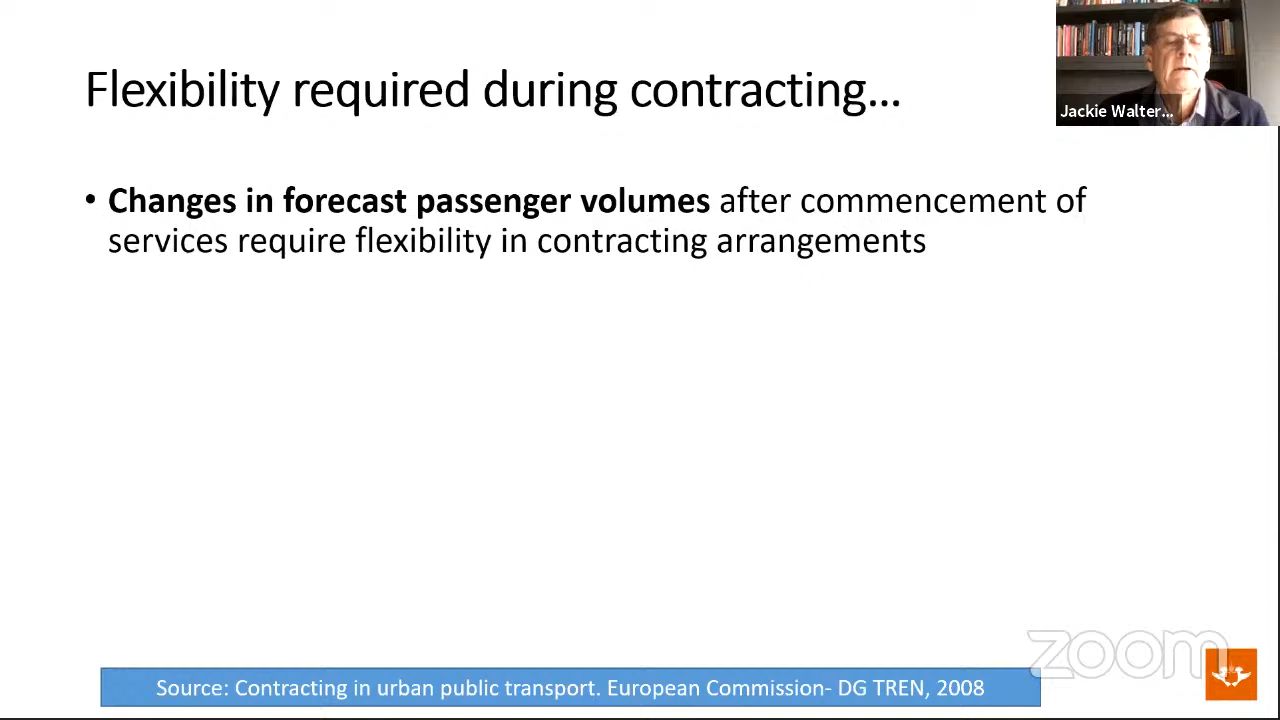 Flexibility required during contracting…
Jackie Walter...
• Changes in forecast passenger volumes after commencement of
services require flexibility in contracting arrangements
zoom
Source: Contracting in urban public transport. European Commission- DG TREN, 2008